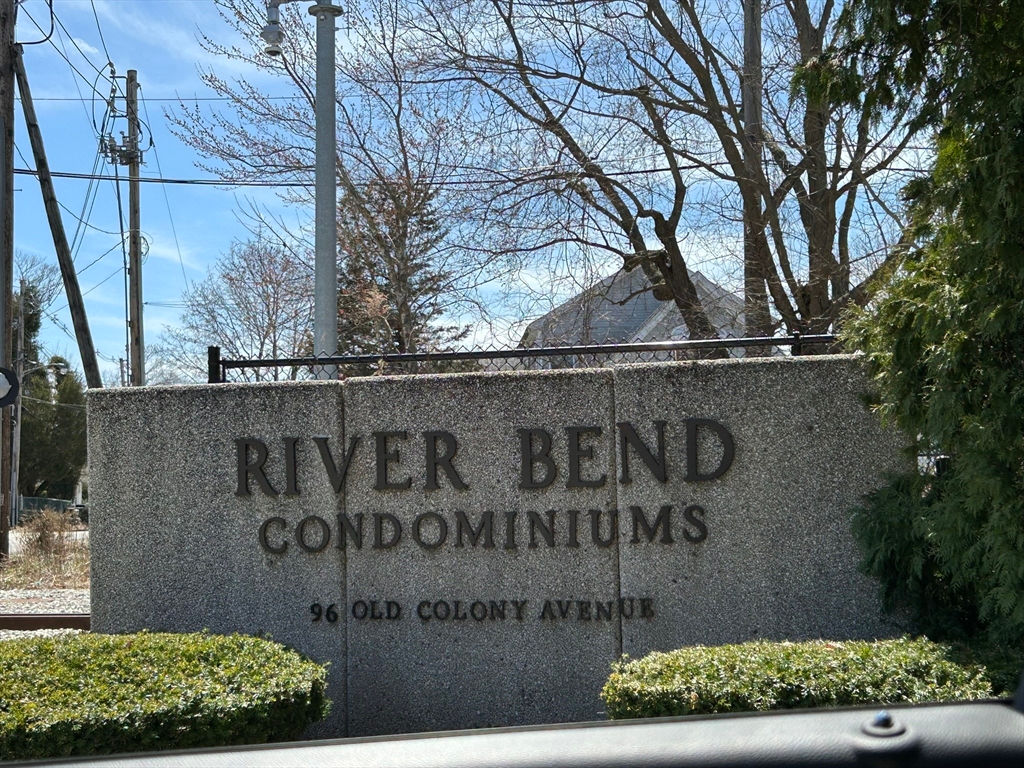 RIVER BEND
CONDOMINIUMS
96 OLD COLONY AVENUE